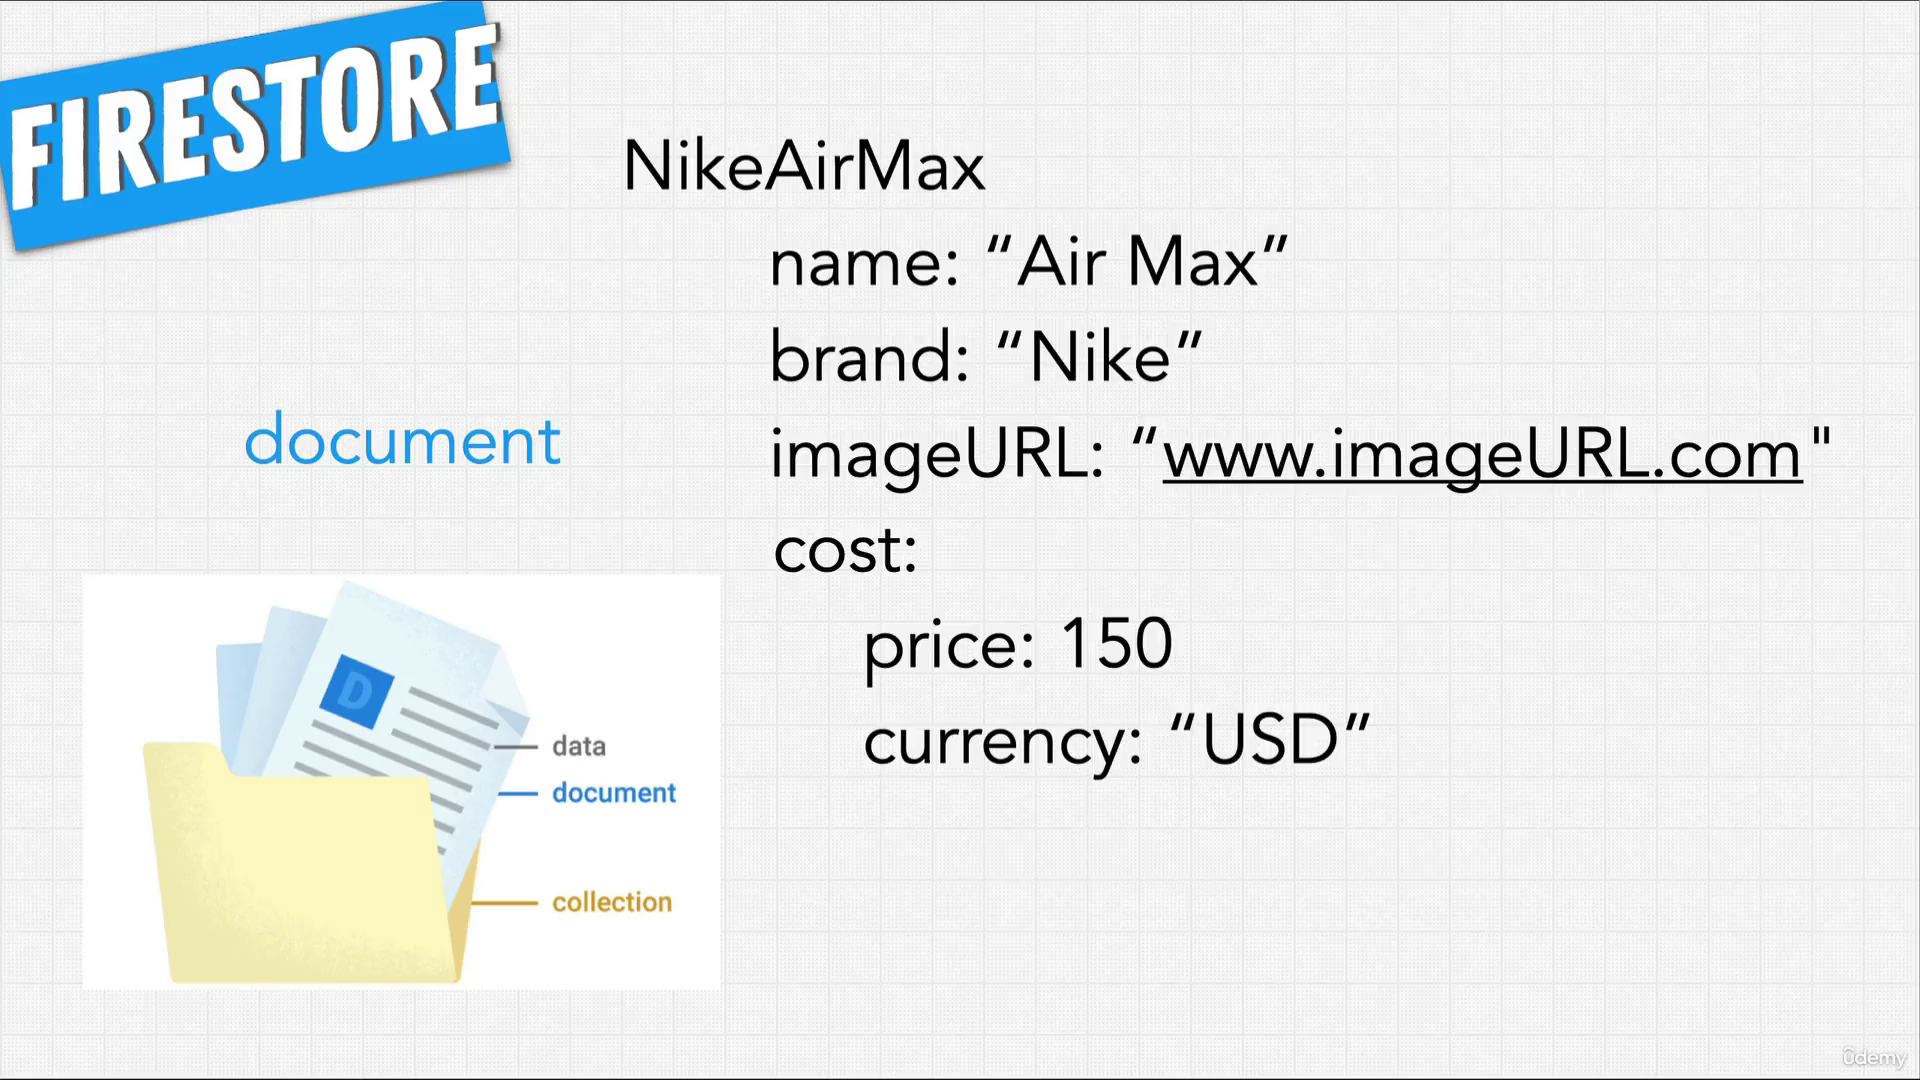 FIRESTORE
NikeAirMax
name: “Air Max”
brand: “Nike”
document
imageURL: “www.imageURL.com"
cost:
price: 150
currency: “USD”
D
data
document
collection
ûdemy